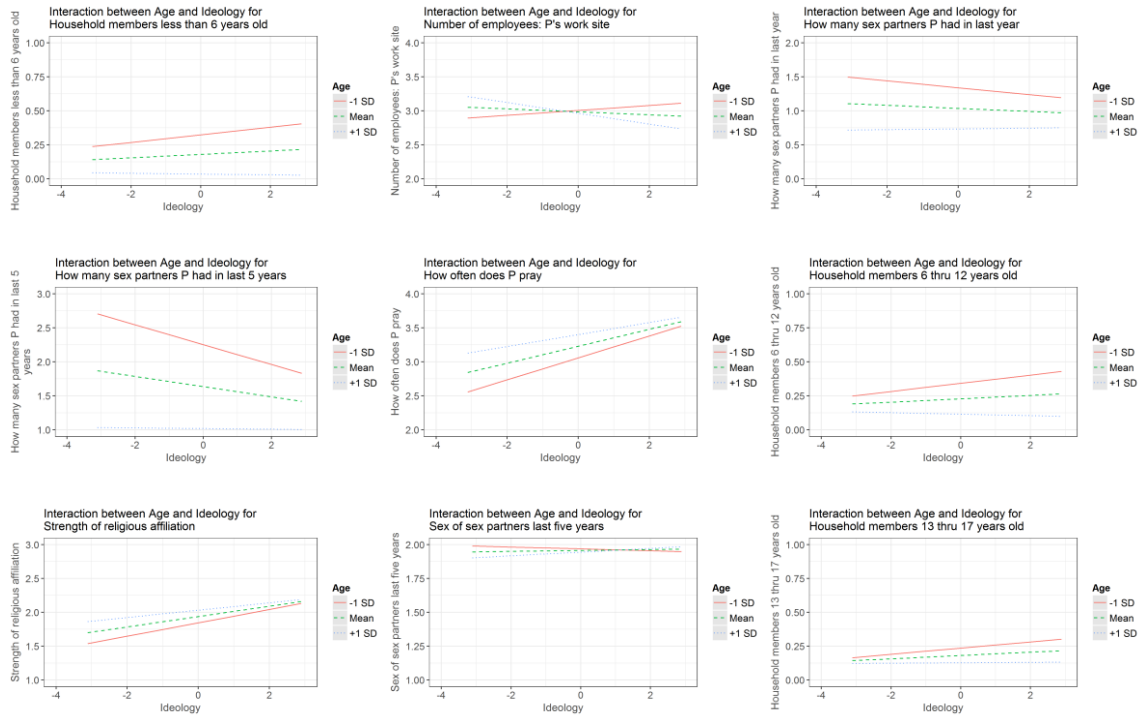 Interaction between Age and Ideology for
Household members less than 6 years old
Household members less than 6 years old
1.00
0.75
0.50
0.25
0.00
-4
-2
0
2
Ideology
Age
-1 SD
Mean
+1 SD
Interaction between Age and Ideology for
Number of employees: P's work site
Number of employees: P's work site
4.0
3.5
3.0
2.5
2.0
-4
-2
0
2
Ideology
Age
-1 SD
Mean
+1 SD
Interaction between Age and Ideology for
How many sex partners P had in last year
How many sex partners P had in last year
2.0
1.5
1.0
0.5
0.0
-4
-2
0
2
Ideology
Age
-1 SD
Mean
+1 SD
Interaction between Age and Ideology for
How many sex partners P had in last 5 years
How many sex partners P had in last 5
years
3.0
2.5
2.0
1.5
1.0
-4
-2
0
2
Ideology
Age
-1 SD
Mean
+1 SD
Interaction between Age and Ideology for
How often does P pray
How often does P pray
4.0
3.5
3.0
2.5
2.0
-4
-2
0
2
Ideology
Age
-1 SD
Mean
+1 SD
Interaction between Age and Ideology for
Household members 6 thru 12 years old
Household members 6 thru 12 years old
1.00
0.75
0.50
0.25
0.00
-4
-2
0
2
Ideology
Age
-1 SD
Mean
+1 SD
Interaction between Age and Ideology for
Strength of religious affiliation
Strength of religious affiliation
3.0
2.5
2.0
1.5
1.0
-4
-2
0
2
Ideology
Age
-1 SD
Mean
+1 SD
Interaction between Age and Ideology for
Sex of sex partners last five years
Sex of sex partners last five years
2.00
1.75
1.50
1.25
1.00
-4
-2
0
2
Ideology
Age
-1 SD
Mean
+1 SD
Interaction between Age and Ideology for
Household members 13 thru 17 years old
Household members 13 thru 17 years old
1.00
0.75
0.50
0.25
0.00
-4
-2
0
2
Ideology
Age
-1 SD
Mean
+1 SD